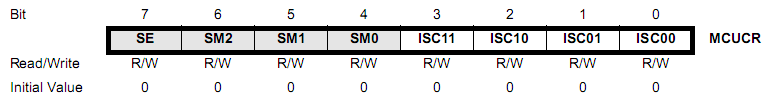 Bit 7 6 5 4 3 2 1 0
SE SM2 SM1 SM0 ISC11 ISC10 ISC01 ISC00 MCUCR
Read/Write R/W R/W R/W R/W R/W R/W R/W R/W
Initial Value 0 0 0 0 0 0 0 0